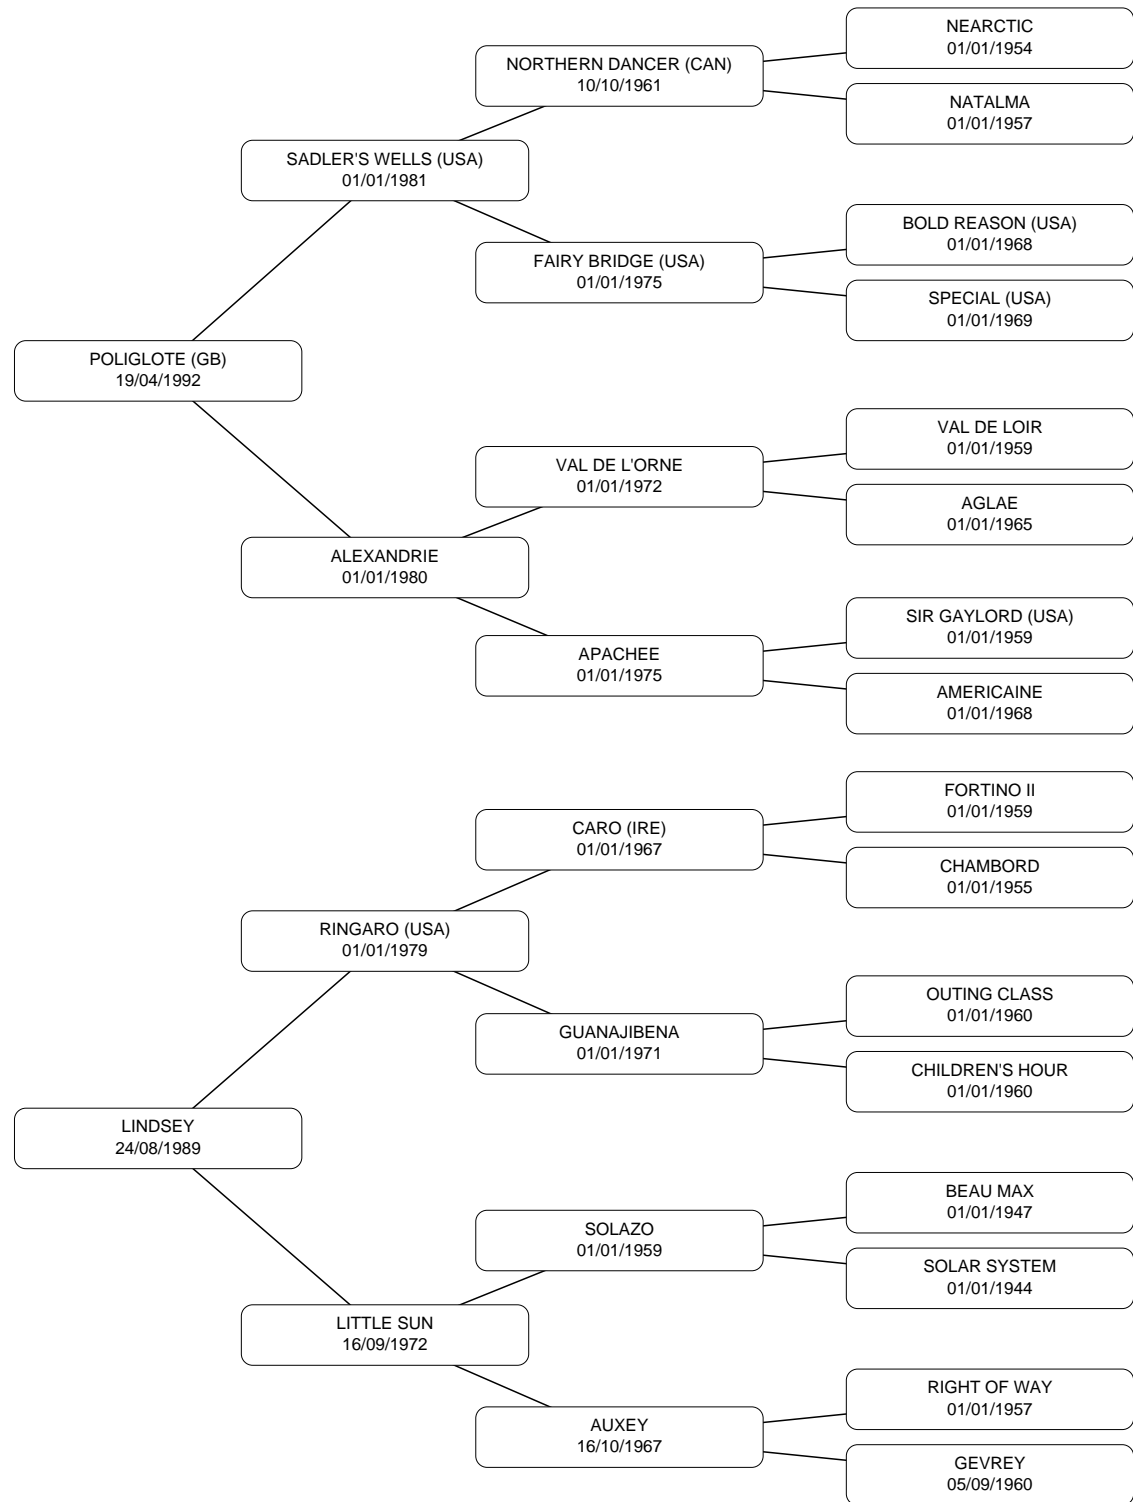 NEARCTIC
01/01/1954
NORTHERN DANCER (CAN)
10/10/1961
NATALMA
01/01/1957
SADLER'S WELLS (USA)
01/01/1981
BOLD REASON (USA)
01/01/1968
FAIRY BRIDGE (USA)
01/01/1975
SPECIAL (USA)
01/01/1969
POLIGLOTE (GB)
19/04/1992
VAL DE LOIR
01/01/1959
VAL DE L'ORNE
01/01/1972
AGLAE
01/01/1965
ALEXANDRIE
01/01/1980
SIR GAYLORD (USA)
01/01/1959
APACHEE
01/01/1975
AMERICAINE
01/01/1968
FORTINO II
01/01/1959
CARO (IRE)
01/01/1967
CHAMBORD
01/01/1955
RINGARO (USA)
01/01/1979
OUTING CLASS
01/01/1960
GUANAJIBENA
01/01/1971
CHILDREN'S HOUR
01/01/1960
LINDSEY
24/08/1989
BEAU MAX
01/01/1947
SOLAZO
01/01/1959
SOLAR SYSTEM
01/01/1944
LITTLE SUN
16/09/1972
RIGHT OF WAY
01/01/1957
AUXEY
16/10/1967
GEVREY
05/09/1960